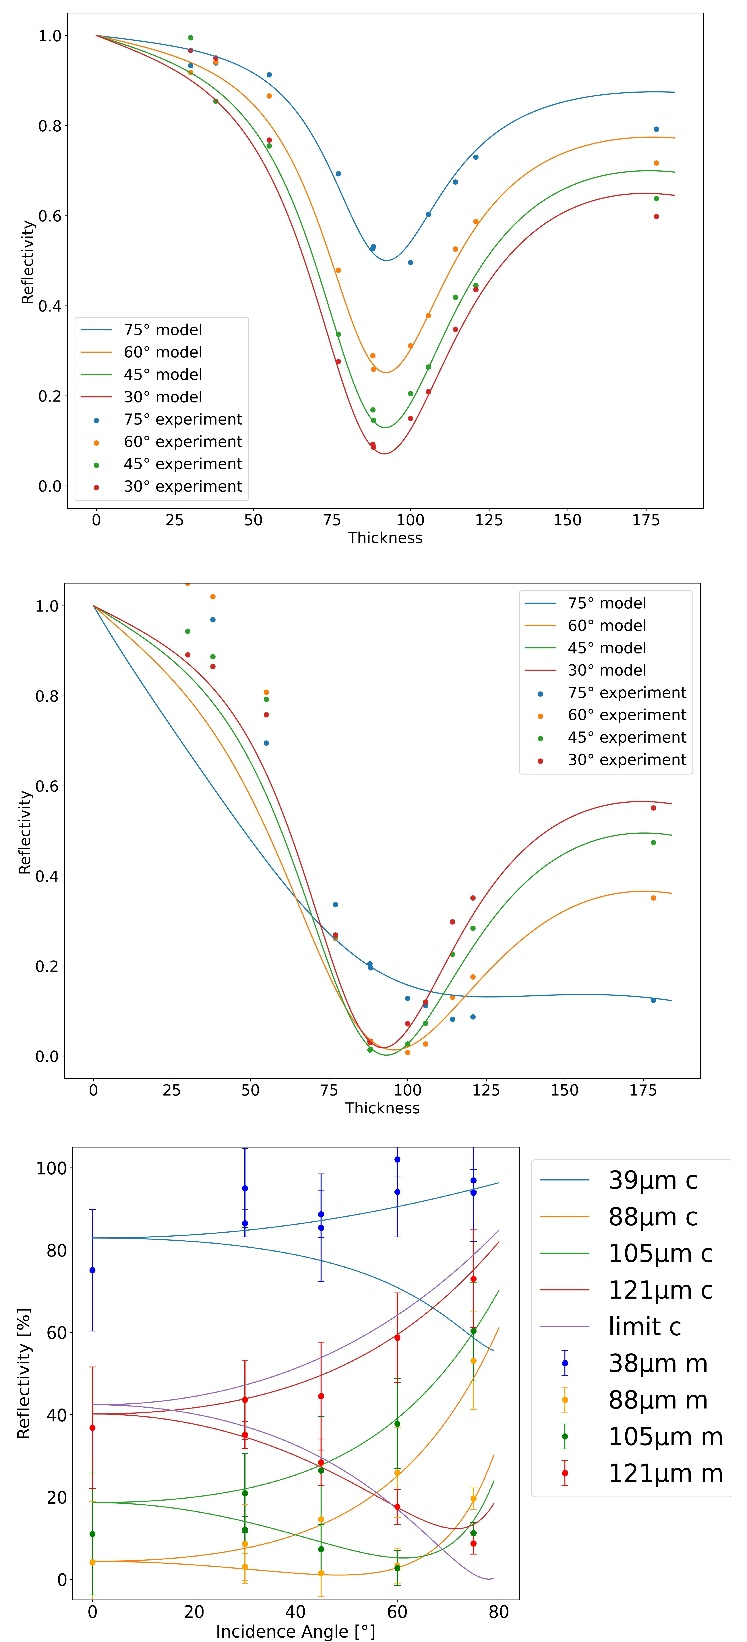 1.0
0.8
0.6
0.4
0.2
0.0
Reflectivity
75° model
60° model
45° model
30° model
75° experiment
60° experiment
45° experiment
30° experiment
0 25 50 75 100 125 150 175
Thickness
1.0
0.8
0.6
0.4
0.2
0.0
Reflectivity
75° model
60° model
45° model
30° model
75° experiment
60° experiment
45° experiment
30° experiment
0 25 50 75 100 125 150 175
Thickness
100
80
60
40
20
0
Reflectivity [%]
0 20 40 60 80
Incidence Angle [°]
39μm c
88μm c
105μm c
121μm c
limit c
38μm m
88μm m
105μm m
121μm m